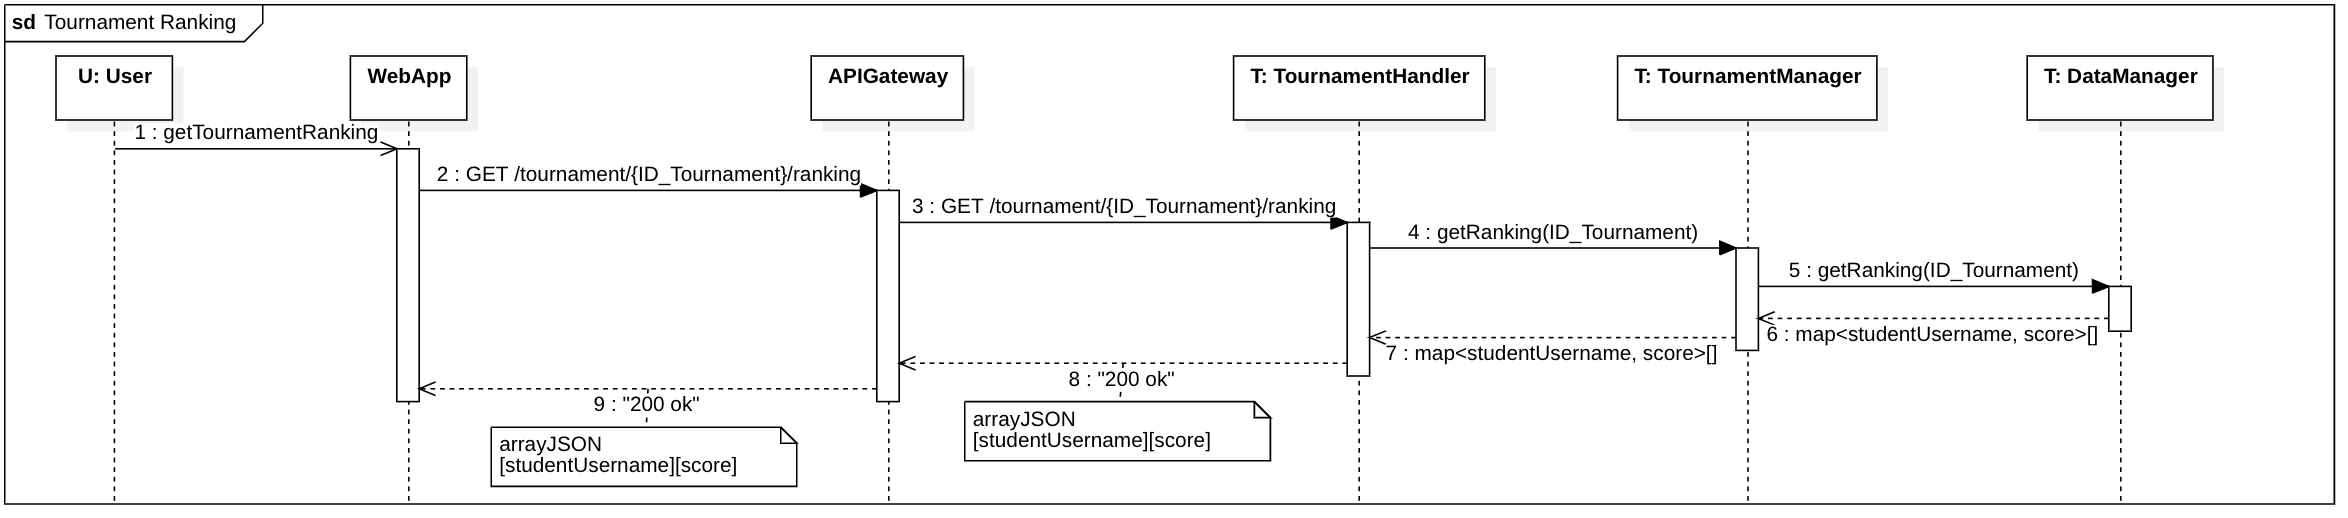 sd Tournament Ranking
U: User
WebApp
APIGateway
T: TournamentHandler
T: TournamentManager
T: DataManager
1 : getTournamentRanking
2 : GET /tournament/{ID_Tournament}/ranking
3 : GET /tournament/{ID_Tournament}/ranking
4 : getRanking(ID_Tournament)
5 : getRanking(ID_Tournament)
6 : map<studentUsername, score>[]
7 : map<studentUsername, score>[]
8 : "200 ok"
arrayJSON
[studentUsername][score]
9 : "200 ok"
arrayJSON
[studentUsername][score]